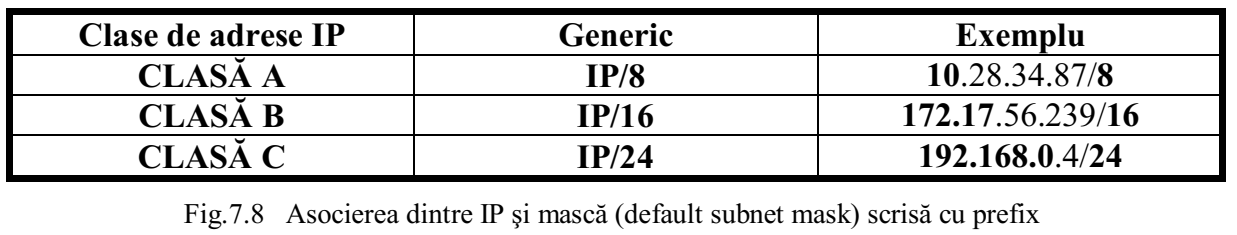 Clase de adrese IP Generic Exemplu
CLASĂ A IP/8 10.28.34.87/8
CLASĂ B IP/16 172.17.56.239/16
CLASĂ C IP/24 192.168.0.4/24
Fig.7.8 Asocierea dintre IP şi mască (default subnet mask) scrisă cu prefix